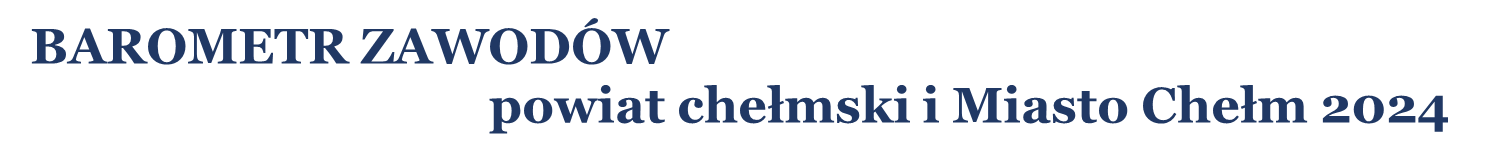 BAROMETR ZAWODÓW
powiat chełmski i Miasto Chełm 2024